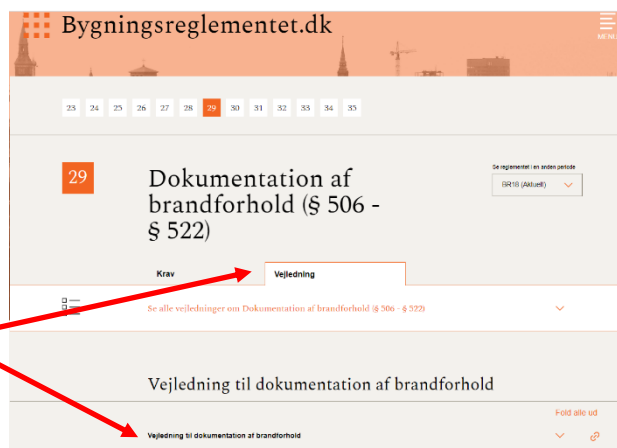 Bygningsreglementet.dk
MENU
23 24 25 26 27 28 29 30 31 32 33 34 35
29
Dokumentation af
brandforhold (§ 506 -
§ 522)
Se reglementet i en anden periode
BR18 (Aktuelt)
Krav
Vejledning
Se alle vejledninger om Dokumentation af brandforhold (§ 506 - § 522)
Vejledning til dokumentation af brandforhold
Fold alle ud
Vejledning til dokumentation af brandforhold